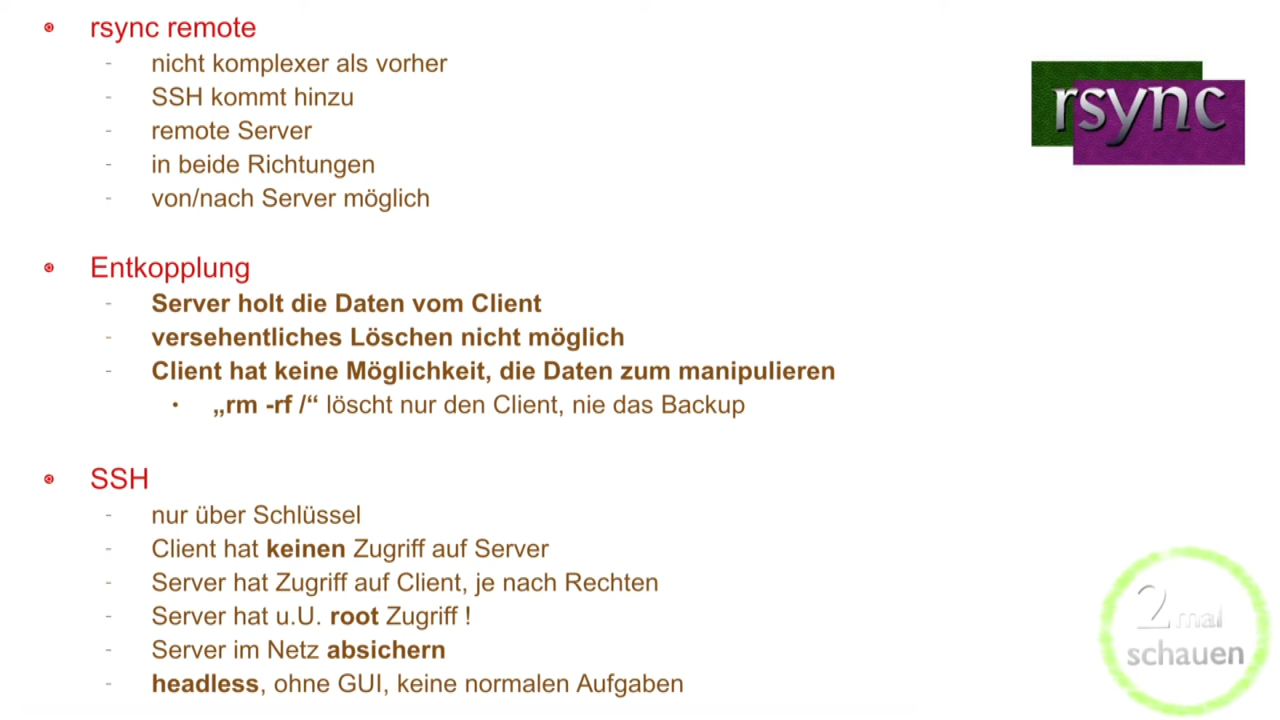 rsync remote
nicht komplexer als vorher
SSH kommt hinzu
remote Server
in beide Richtungen
von/nach Server möglich
rsync
Entkopplung
Server holt die Daten vom Client
versehentliches Löschen nicht möglich
Client hat keine Möglichkeit, die Daten zum manipulieren
„rm -rf /“ löscht nur den Client, nie das Backup
SSH
nur über Schlüssel
Client hat keinen Zugriff auf Server
Server hat Zugriff auf Client, je nach Rechten
Server hat u.U. root Zugriff !
Server im Netz absichern
headless, ohne GUI, keine normalen Aufgaben
2 mal
schauen